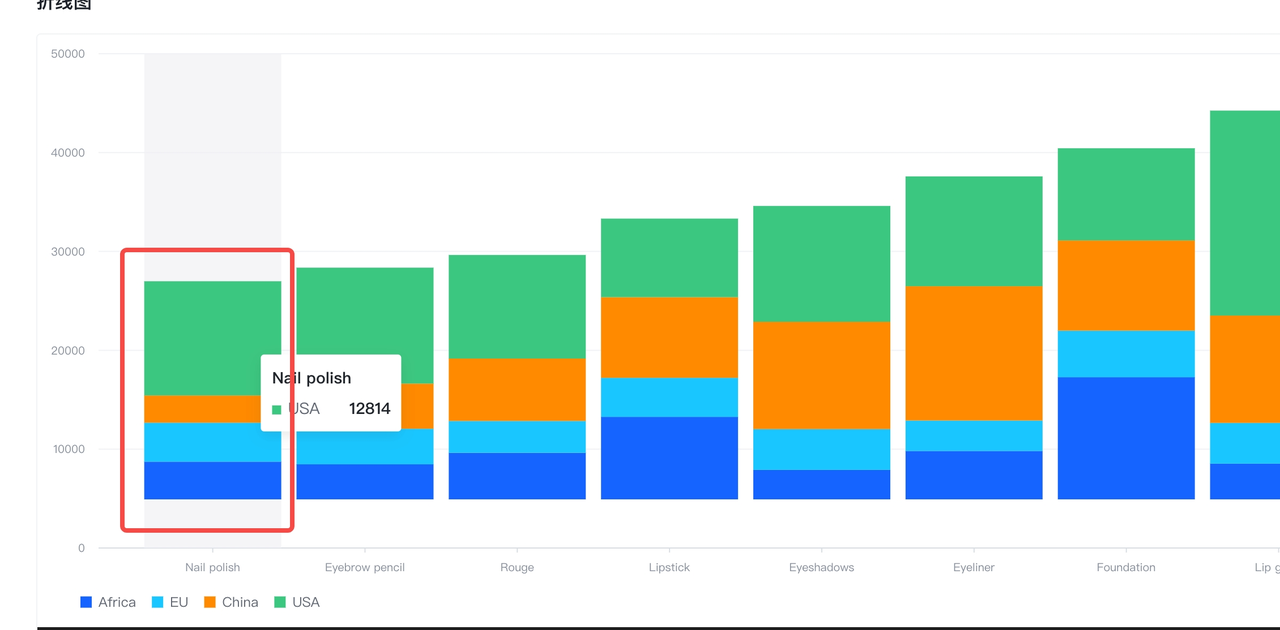 折线图
50000
40000
30000
20000
10000
0
Nail polish
USA 12814
Nail polish Eyebrow pencil Rouge Lipstick Eyeshadows Eyeliner Foundation Lip g
Africa EU China USA